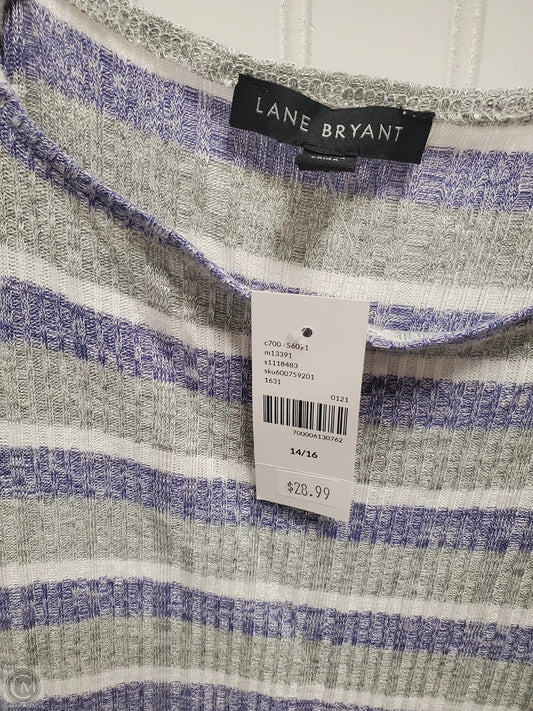 LANE BRYANT
c700 - S6021
m13391
s1118483
sku600759201
1631
0121
700006130762
14/16
$28.99